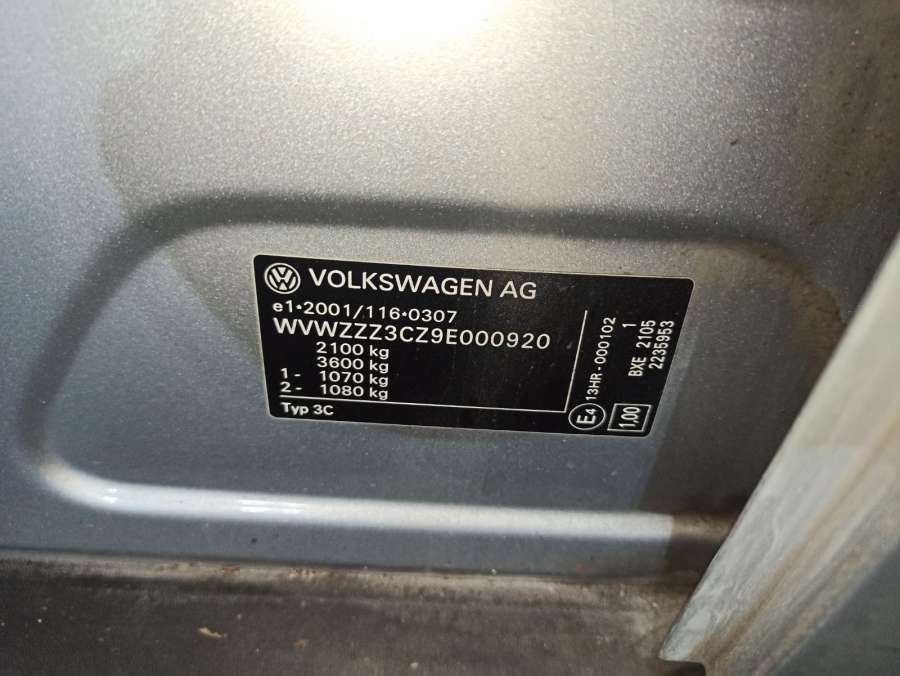 VOLKSWAGEN AG
e1•2001/116•0307
WVWZZZ3CZ9E000920
2100 kg
3600 kg
1 - 1070 kg
2 - 1080 kg
Typ 3C
E4 13HR-000102
1,00
1
BXE 2105
2235953